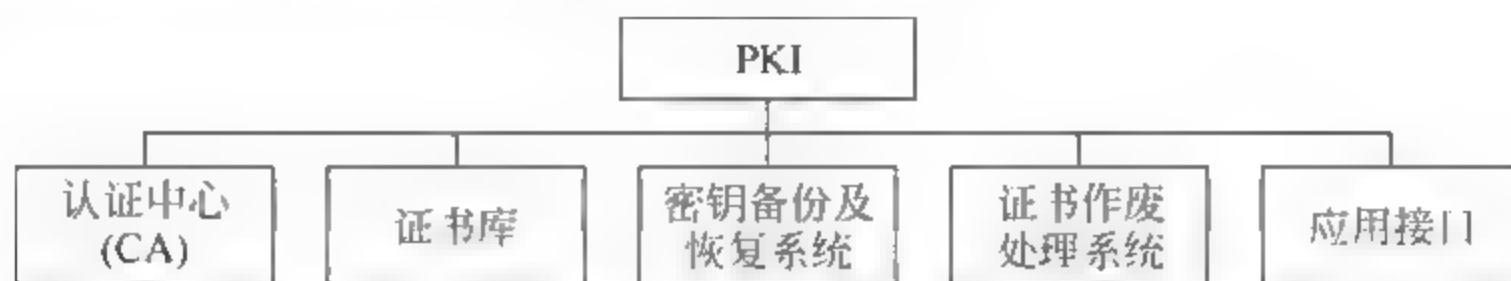 PKI
认证中心
(CA)
证书库
密钥备份及
恢复系统
证书作废
处理系统
应用接口